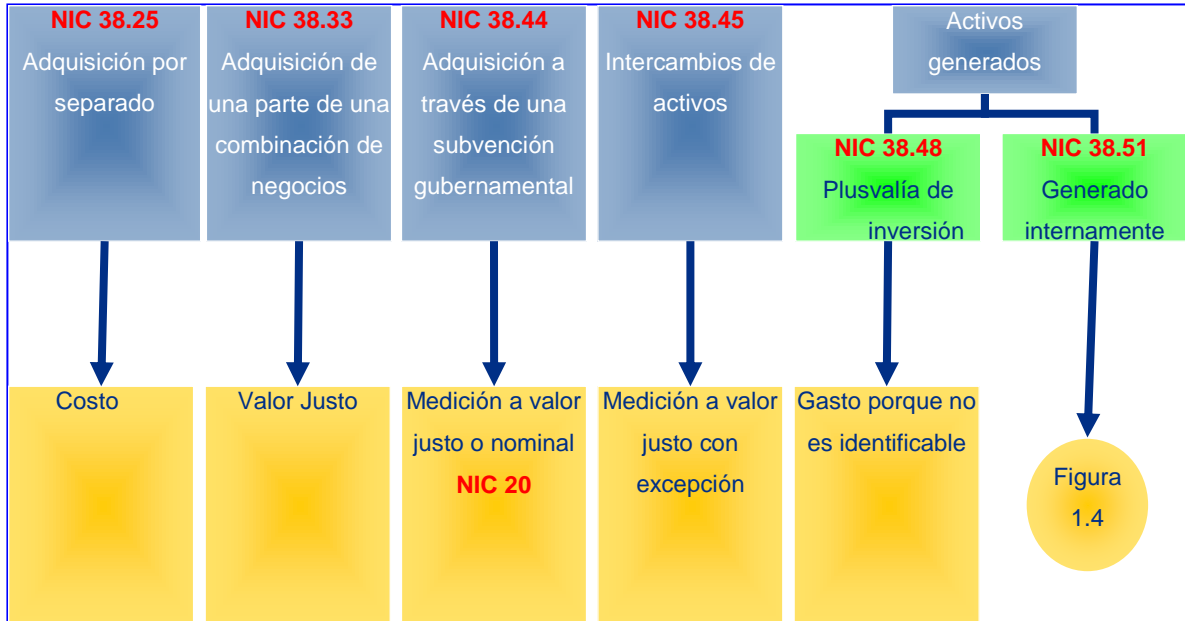 NIC 38.25
Adquisición por
separado
NIC 38.33
Adquisición de
una parte de una
combinación de
negocios
NIC 38.44
Adquisición a
través de una
subvención
gubernamental
NIC 38.45
Intercambios de
activos
Activos
generados
NIC 38.48
Plusvalía de
inversión
NIC 38.51
Generado
internamente
Costo
Valor Justo
Medición a valor
justo o nominal
NIC 20
Medición a valor
justo con
excepción
Gasto porque no
es identificable
Figura
1.4